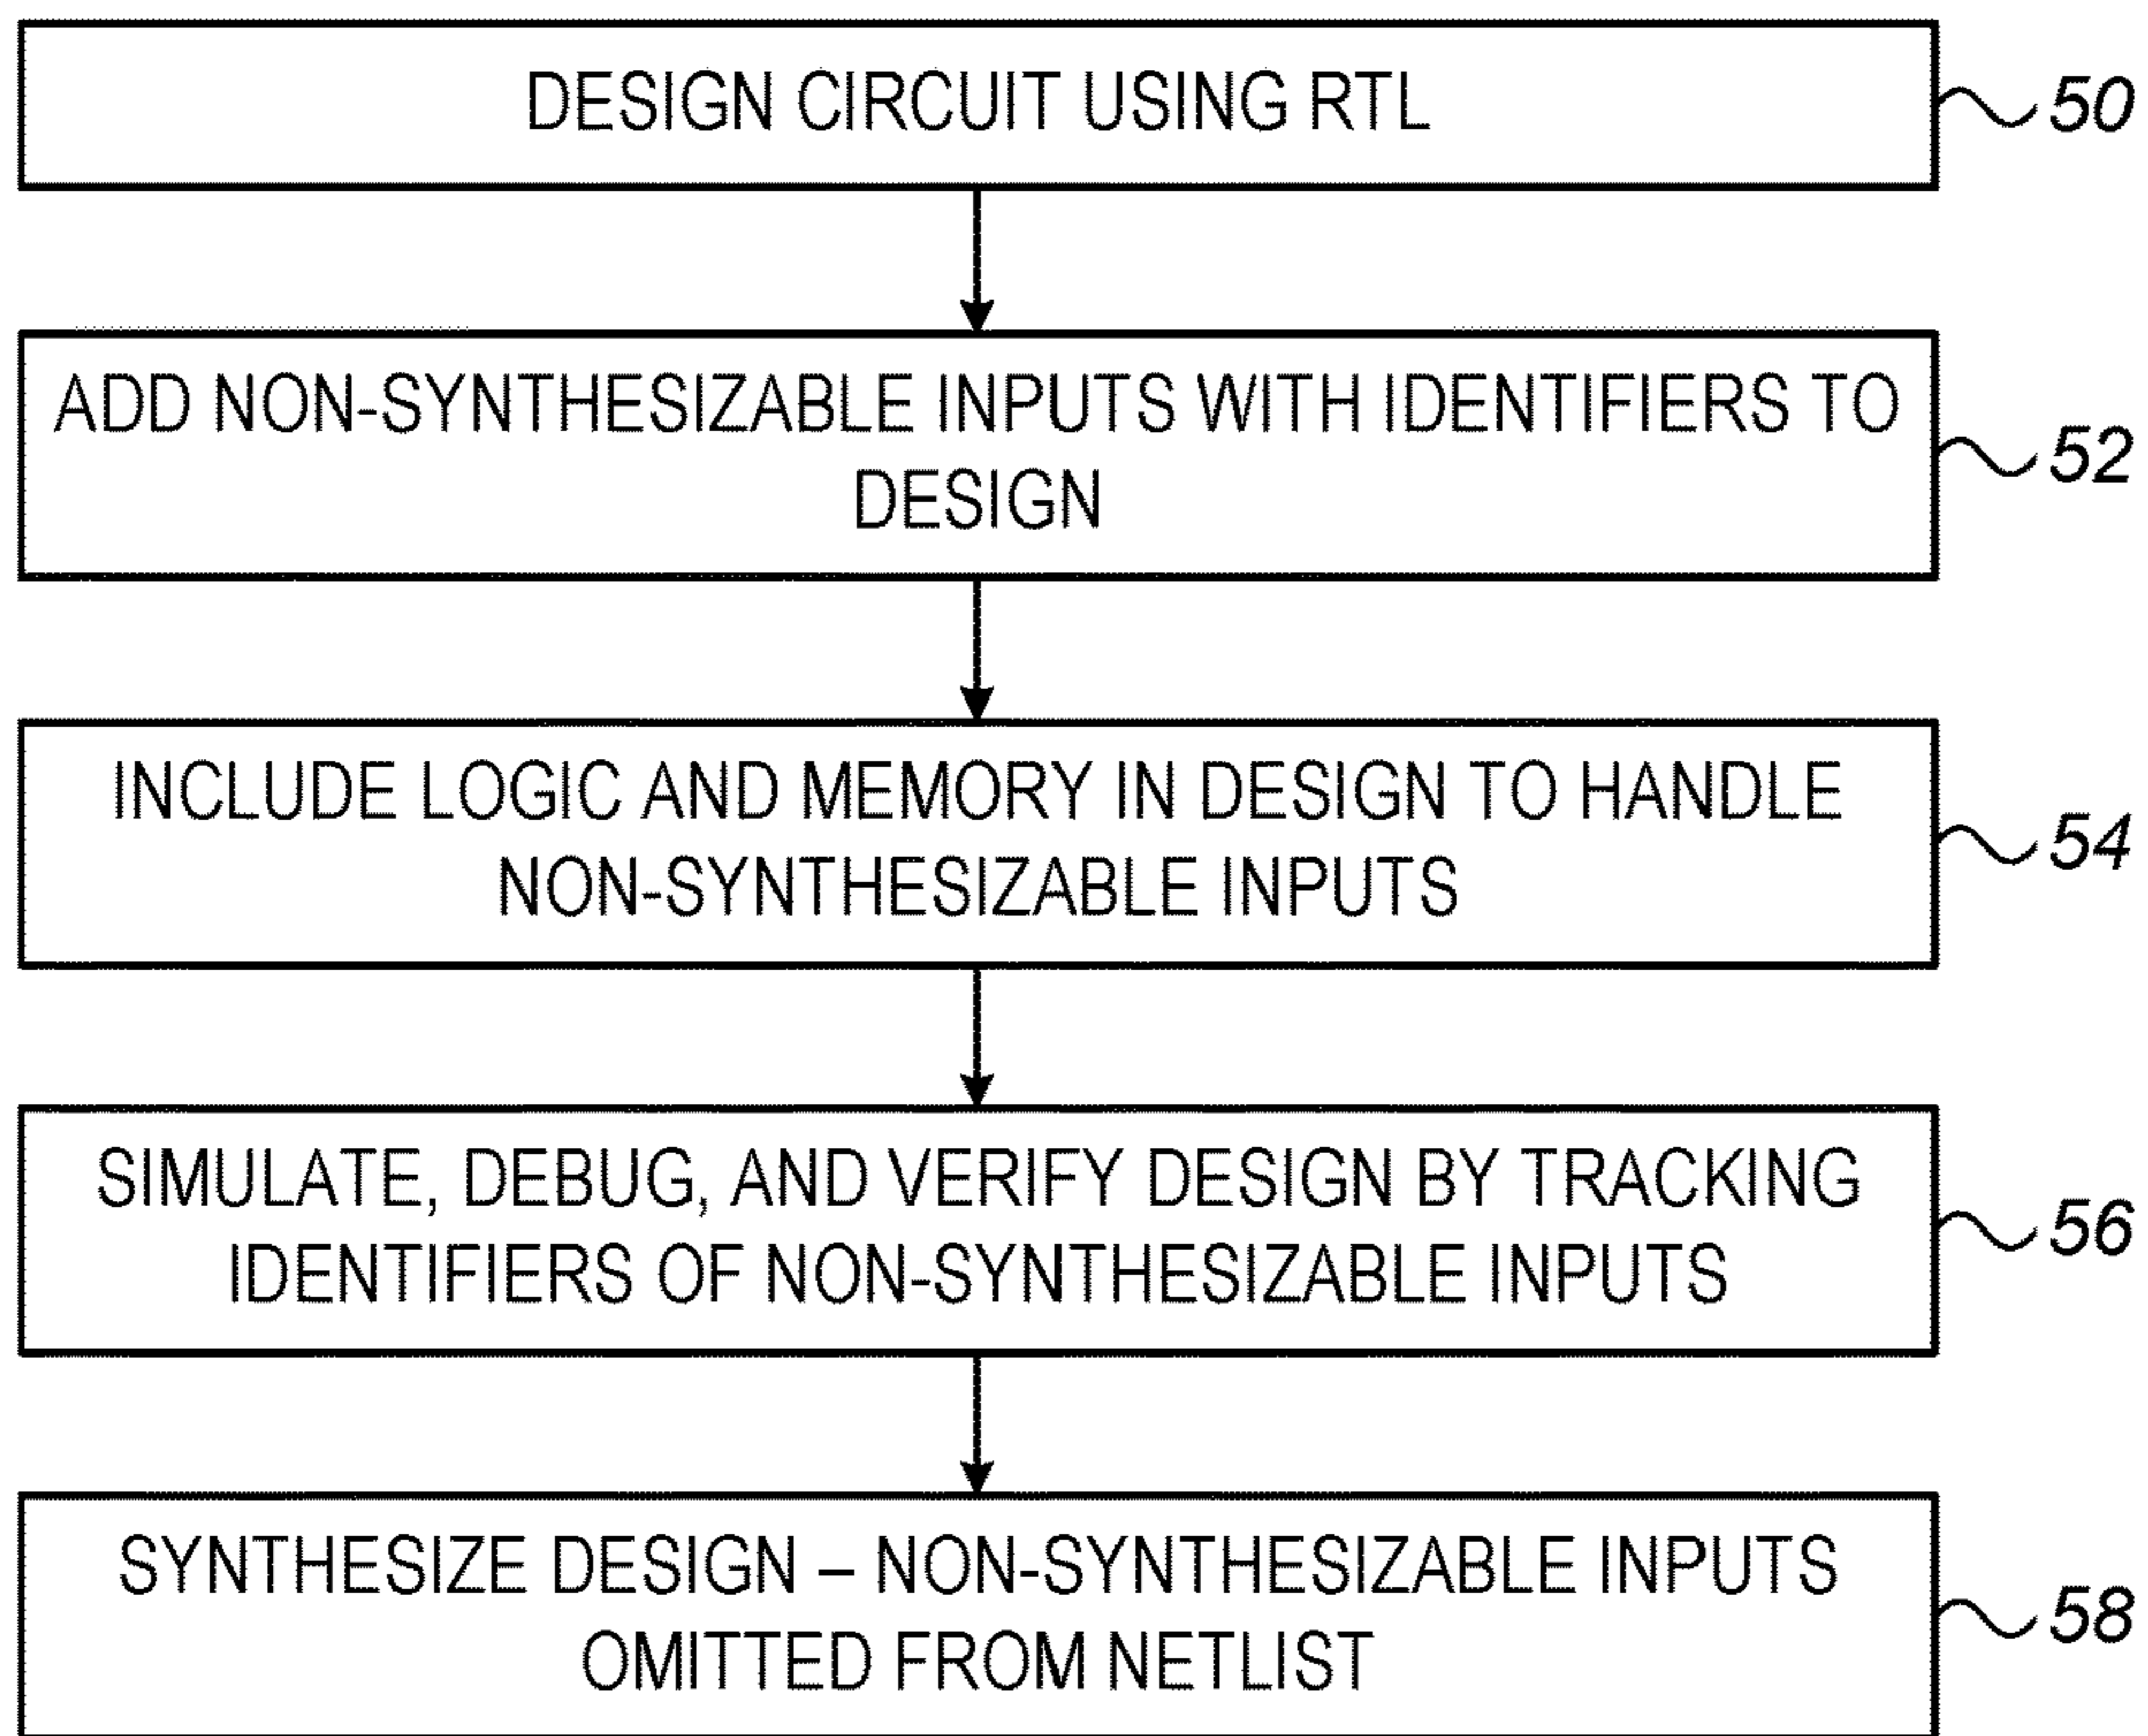 DESIGN CIRCUIT USING RTL
50
ADD NON-SYNTHESIZABLE INPUTS WITH IDENTIFIERS TO
DESIGN
52
INCLUDE LOGIC AND MEMORY IN DESIGN TO HANDLE
NON-SYNTHESIZABLE INPUTS
54
SIMULATE, DEBUG, AND VERIFY DESIGN BY TRACKING
IDENTIFIERS OF NON-SYNTHESIZABLE INPUTS
56
SYNTHESIZE DESIGN – NON-SYNTHESIZABLE INPUTS
OMITTED FROM NETLIST
58